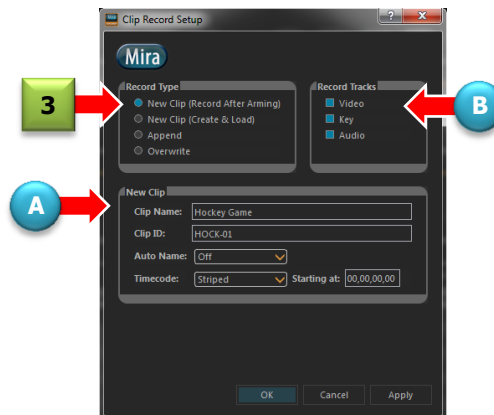 Clip Record Setup
?
X
Mira
3
Record Type
New Clip (Record After Arming)
New Clip (Create & Load)
Append
Overwrite
Record Tracks
Video
Key
Audio
B
A
New Clip
Clip Name: Hockey Game
Clip ID: HOCK-01
Auto Name: Off
Timecode: Striped Starting at: 00,00,00,00
OK Cancel Apply